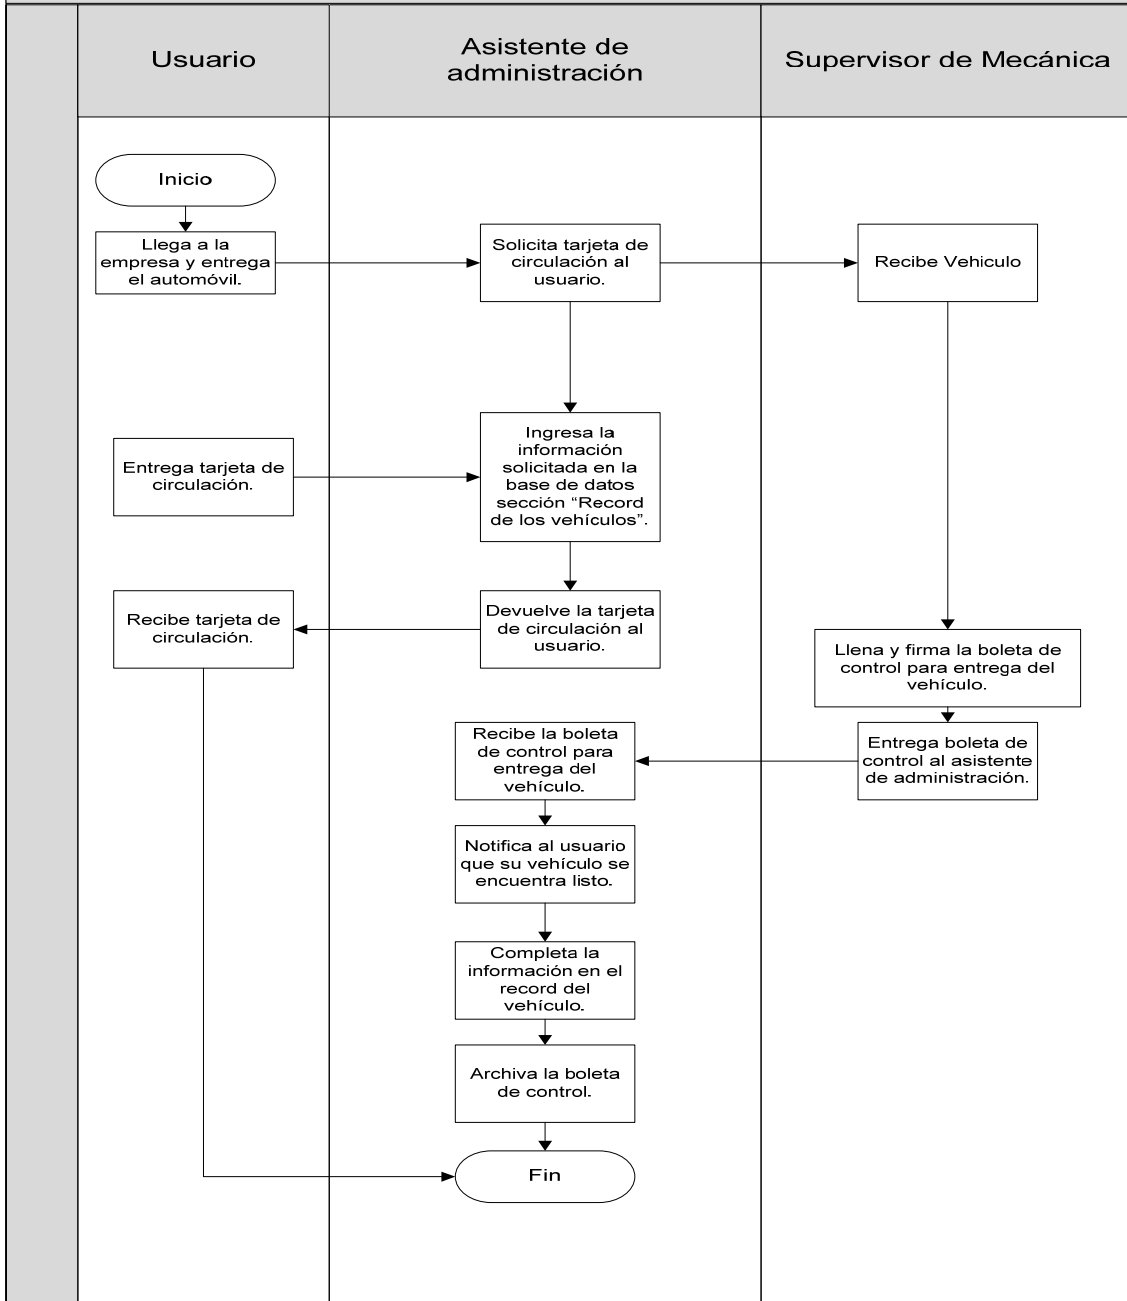 Usuario
Asistente de
administración
Supervisor de Mecánica
Inicio
Llega a la
empresa y entrega
el automóvil.
Solicita tarjeta de
circulación al
usuario.
Recibe Vehiculo
Entrega tarjeta de
circulación.
Ingresa la
información
solicitada en la
base de datos
sección “Record
de los vehículos”.
Recibe tarjeta de
circulación.
Devuelve la tarjeta
de circulación al
usuario.
Llena y firma la boleta de
control para entrega del
vehículo.
Recibe la boleta
de control para
entrega del
vehículo.
Entrega boleta de
control al asistente
de administración.
Notifica al usuario
que su vehículo se
encuentra listo.
Completa la
información en el
record del
vehículo.
Archiva la boleta
de control.
Fin